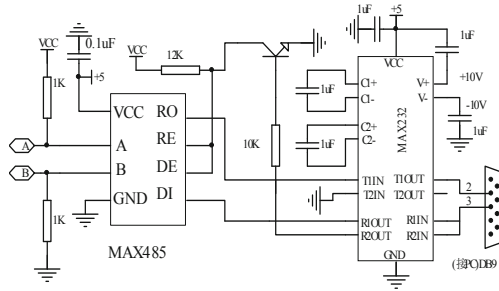 1uF
+5
1uF
VCC
0.1uF
VCC
12K
VCC
+5
1K
1uF
C1+
C1-
V+
+10V
V-
-10V
VCC
RO
A
A
RE
1uF
C2+
C2-
MAX232
1uF
B
B
DE
10K
GND
DI
T1IN
T1OUT
2
T2IN
T2OUT
3
1K
R1OUT
R1IN
R2OUT
R2IN
GND
MAX485
(接PC)DB9